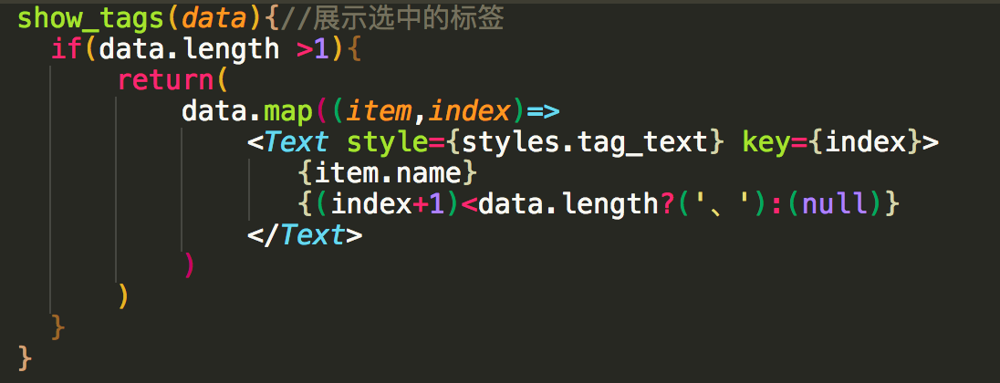 show_tags(data){//展示选中的标签
if(data.length >1){
return(
data.map((item,index)=>
<Text style={styles.tag_text} key={index}>
{item.name}
{(index+1)<data.length?('、'):(null)}
</Text>
)
)
}
}